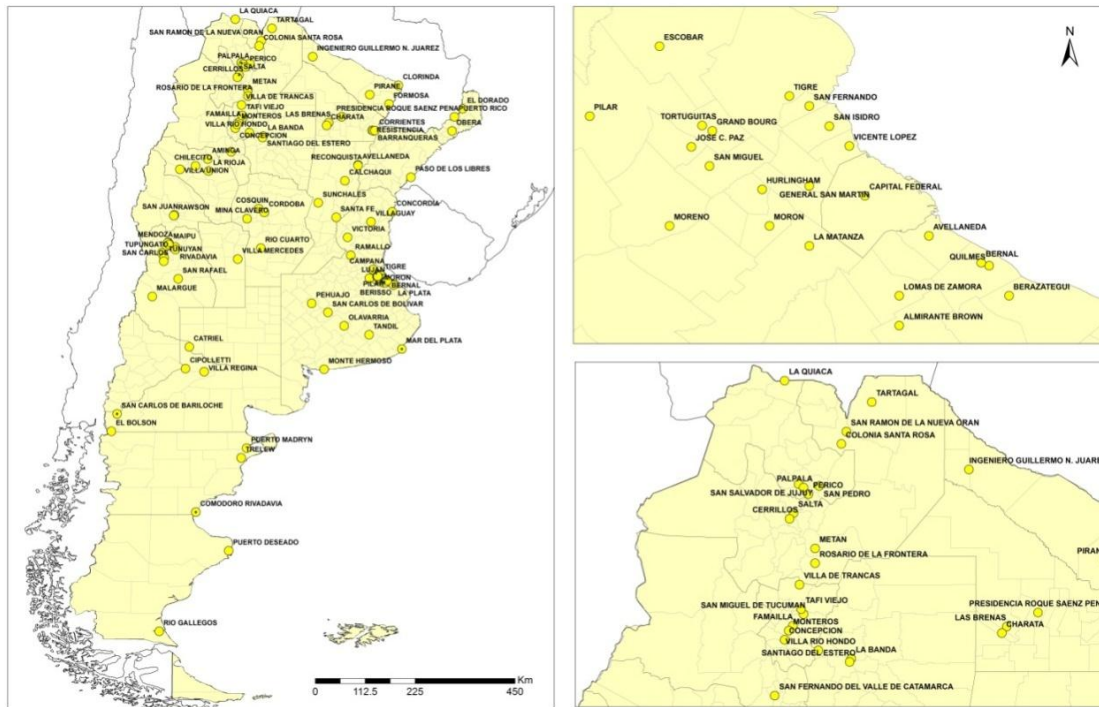 LA QUIACA
TARTAGAL
SAN RAMON DE LA NUEVA ORAN
COLONIA SANTA ROSA
INGENIERO GUILLERMO N. JUAREZ
PALPALA
PERICO
SALTA
CERRILLOS
METAN
CLORINDA
PIRANE
ROSARIO DE LA FRONTERA
VILLA DE TRANCAS
FORMOSA
EL DORADO
TAFI VIEJO
PRESIDENCIA ROQUE SAENZ PENA
PUERTO RICO
FAMAILLA
MONTEROS
LAS BRENAS
CHARATA
VILLA RIO HONDO
CORRIENTES
OBERA
LA BANDA
RESISTENCIA
CONCEPCION
BARRANQUERAS
SANTIAGO DEL ESTERO
AMINGA
CHILECITO
LA RIOJA
RECONQUISTA
AVELLANEDA
VILLA UNION
PASO DE LOS LIBRES
CALCHAQUI
SUNCHALES
COSQUIN
SAN JUAN
RAWSON
MINA CLAVERO
CORDOBA
SANTA FE
CONCORDIA
VILLAGUAY
MENDOZA
MAIPU
VICTORIA
TUPUNGATO
TUNUYAN
RIO CUARTO
RAMALLO
SAN CARLOS
RIVADAVIA
VILLA MERCEDES
CAMPANA
TIGRE
LUJAN
MORON
SAN RAFAEL
PILAR
BERNAL
BERISSO
LA PLATA
MALARGUE
PEHUAJO
SAN CARLOS DE BOLIVAR
OLAVARRIA
TANDIL
CATRIEL
MAR DEL PLATA
CIPOLLETTI
VILLA REGINA
MONTE HERMOSO
SAN CARLOS DE BARILOCHE
EL BOLSON
PUERTO MADRYN
TRELEW
COMODORO RIVADAVIA
PUERTO DESEADO
RIO GALLEGOS
Km
0 112.5 225 450
N
ESCOBAR
TIGRE
PILAR
SAN FERNANDO
TORTUGUITAS
GRAND BOURG
SAN ISIDRO
JOSE C. PAZ
VICENTE LOPEZ
SAN MIGUEL
HURLINGHAM
GENERAL SAN MARTIN
CAPITAL FEDERAL
MORENO
MORON
AVELLANEDA
LA MATANZA
QUILMES
BERNAL
LOMAS DE ZAMORA
BERAZATEGUI
ALMIRANTE BROWN
LA QUIACA
TARTAGAL
SAN RAMON DE LA NUEVA ORAN
COLONIA SANTA ROSA
INGENIERO GUILLERMO N. JUARE
PALPALA
PERICO
SAN SALVADOR DE JUJUY
SAN PEDRO
SALTA
CERRILLOS
METAN
ROSARIO DE LA FRONTERA
PIRAN
VILLA DE TRANCAS
SAN MIGUEL DE TUCUMAN
TAFI VIEJO
PRESIDENCIA ROQUE SAENZ PEN
FAMAILLA
MONTEROS
LAS BRENAS
CHARATA
CONCEPCION
VILLA RIO HONDO
SANTIAGO DEL ESTERO
LA BANDA
SAN FERNANDO DEL VALLE DE CATAMARCA